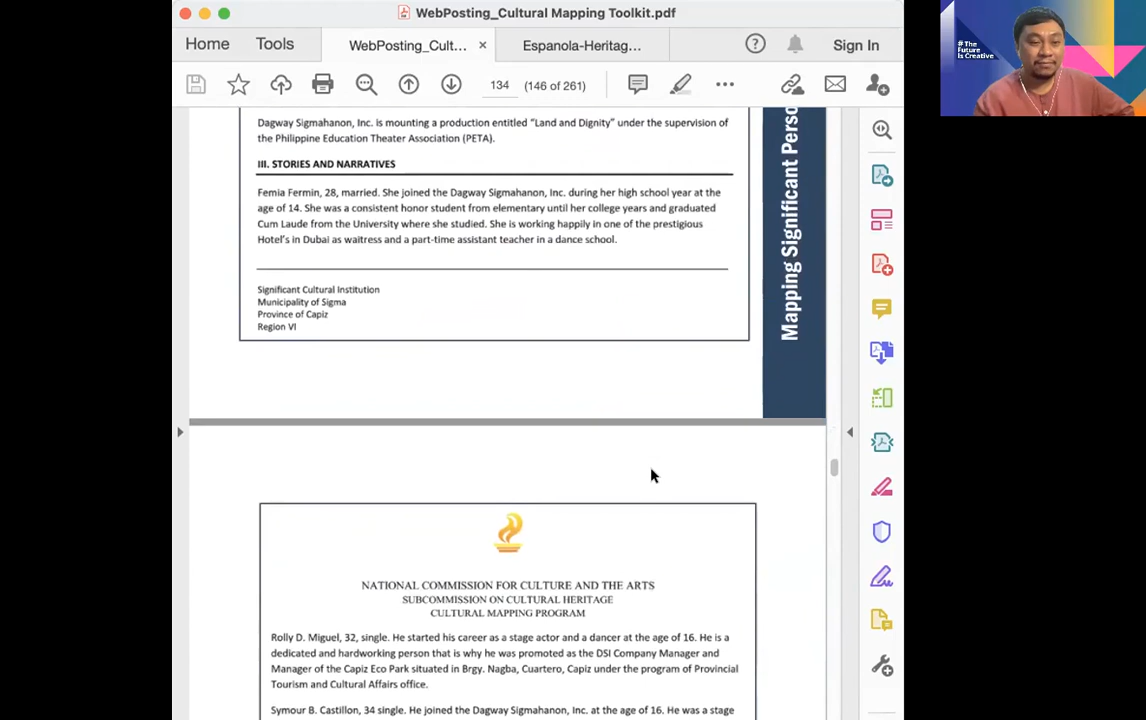 WebPosting_Cultural Mapping Toolkit.pdf
# The
Future
Is Creative
Home
Tools
WebPosting_Cult...
Espanola-Heritag...
Sign In
134
(146 of 261)
Dagway Sigmahanon, Inc. is mounting a production entitled "Land and Dignity" under the supervision of
the Philippine Education Theater Association (PETA).
III. STORIES AND NARRATIVES
Femia Fermin, 28, married. She joined the Dagway Sigmahanon, Inc. during her high school year at the
age of 14. She was a consistent honor student from elementary until her college years and graduated
Cum Laude from the University where she studied. She is working happily in one of the prestigious
Hotel's in Dubai as waitress and a part-time assistant teacher in a dance school.
Significant Cultural Institution
Municipality of Sigma
Province of Capiz
Region VI
Mapping Significant Perso
NATIONAL COMMISSION FOR CULTURE AND THE ARTS
SUBCOMMISSION ON CULTURAL HERITAGE
CULTURAL MAPPING PROGRAM
Rolly D. Miguel, 32, single. He started his career as a stage actor and a dancer at the age of 16. He is a
dedicated and hardworking person that is why he was promoted as the DSI Company Manager and
Manager of the Capiz Eco Park situated in Brgy. Nagba, Cuartero, Capiz under the program of Provincial
Tourism and Cultural Affairs office.
Symour B. Castillon, 34 single. He joined the Dagway Sigmahanon, Inc. at the age of 16. He was a stage